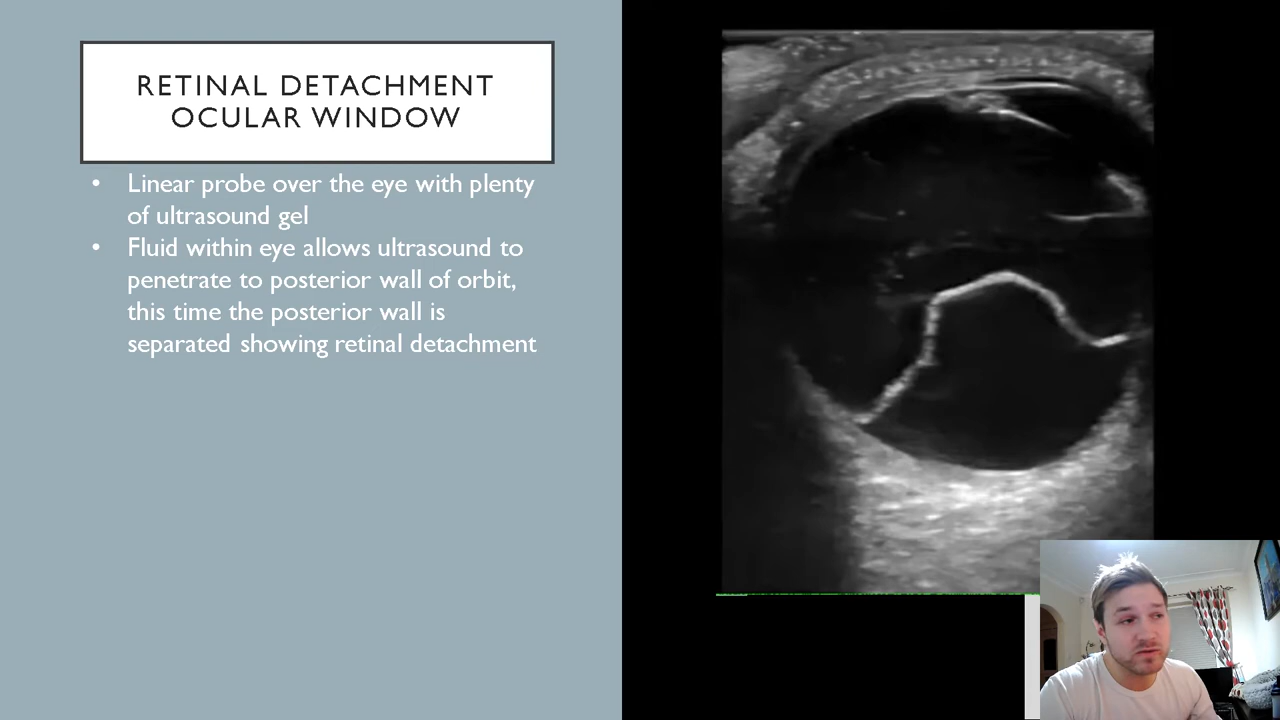 RETINAL DETACHMENT
OCULAR WINDOW
• Linear probe over the eye with plenty
of ultrasound gel
• Fluid within eye allows ultrasound to
penetrate to posterior wall of orbit,
this time the posterior wall is
separated showing retinal detachment